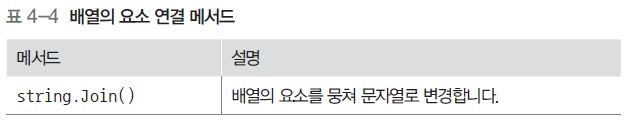 표 4-4 배열의 요소 연결 메서드
메서드 설명
string.Join() 배열의 요소를 뭉쳐 문자열로 변경합니다.